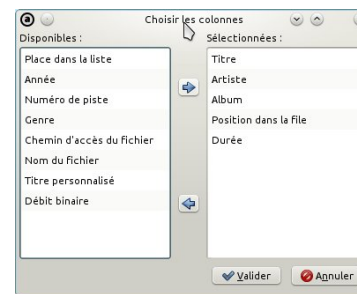 Choisir les colonnes
Disponibles :
Place dans la liste
Année
Numéro de piste
Genre
Chemin d'accès du fichier
Nom du fichier
Titre personnalisé
Débit binaire
Sélectionnées :
Titre
Artiste
Album
Position dans la file
Durée
Valider
Annuler